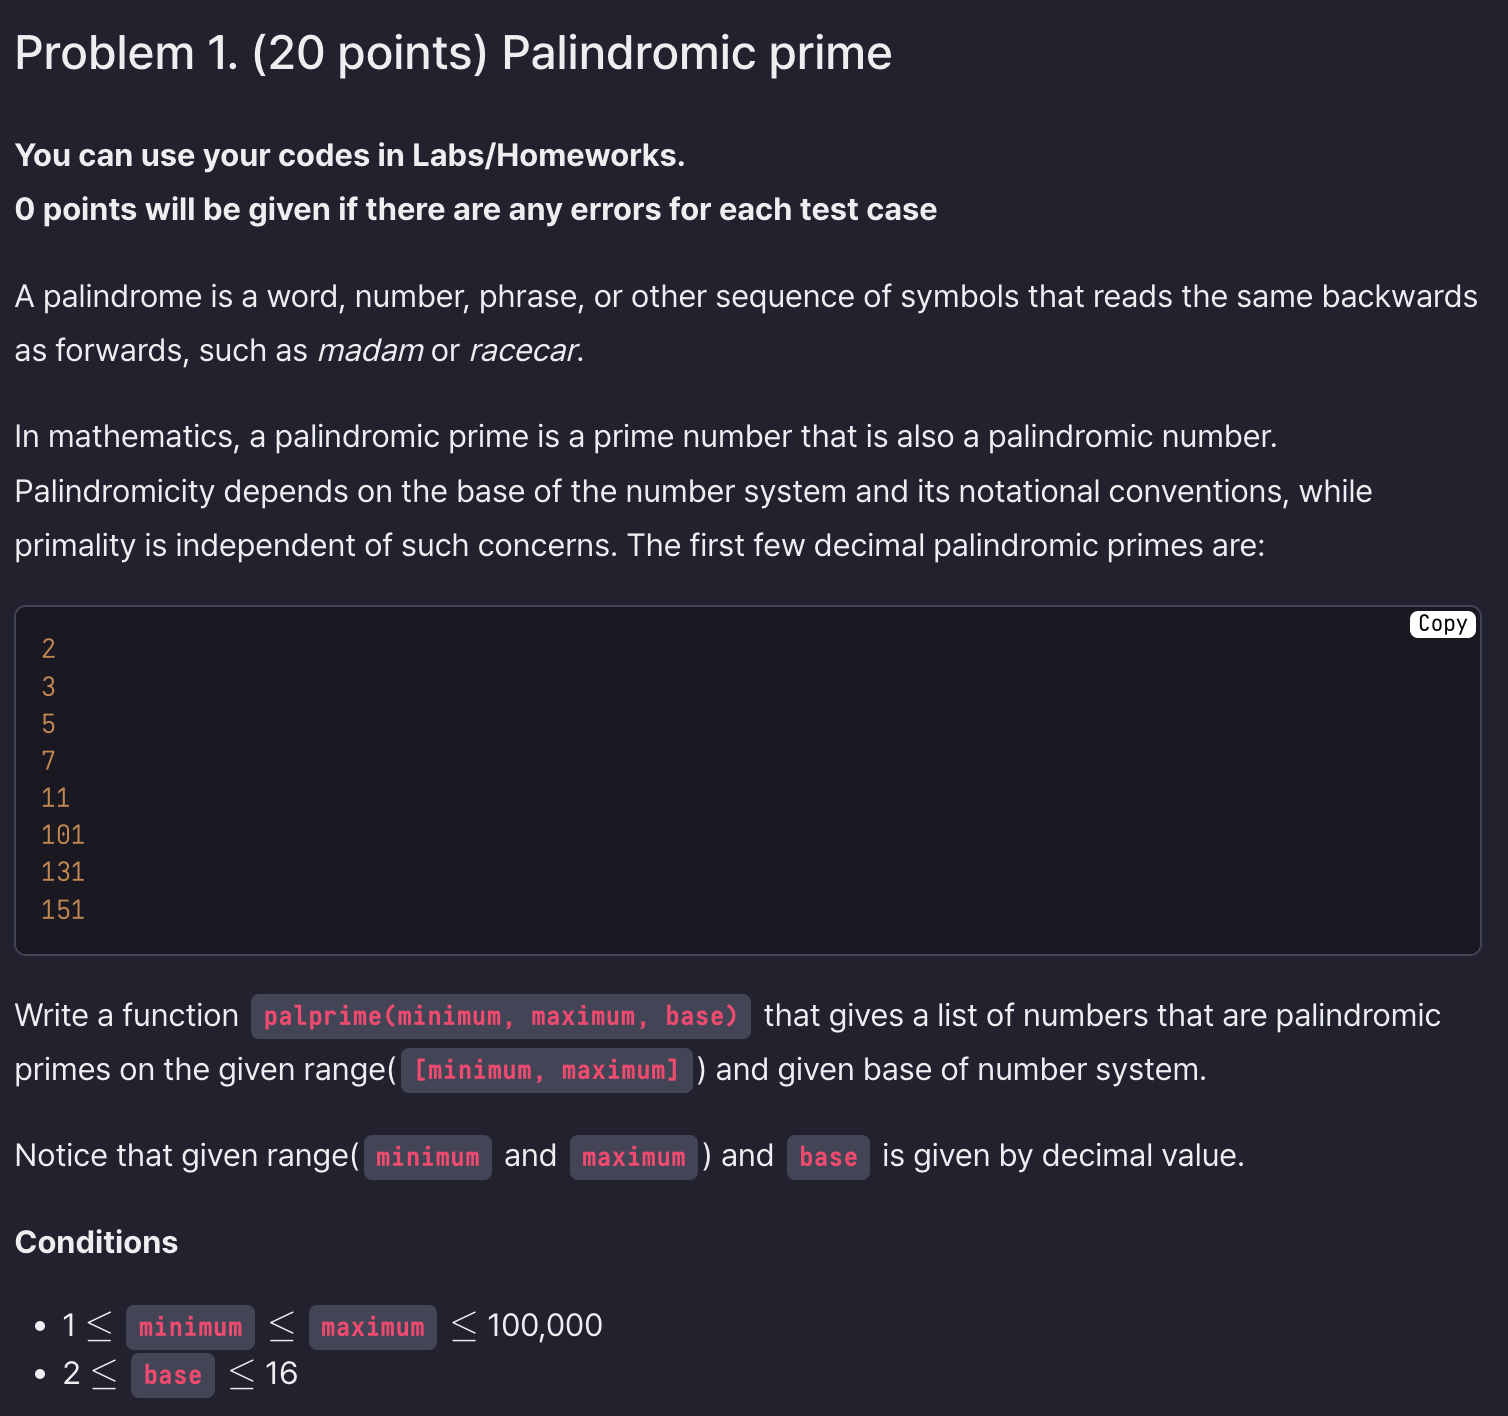 Problem 1. (20 points) Palindromic prime
You can use your codes in Labs/Homeworks.
0 points will be given if there are any errors for each test case
A palindrome is a word, number, phrase, or other sequence of symbols that reads the same backwards
as forwards, such as madam or racecar.
In mathematics, a palindromic prime is a prime number that is also a palindromic number.
Palindromicity depends on the base of the number system and its notational conventions, while
primality is independent of such concerns. The first few decimal palindromic primes are:
Copy
2
3
5
7
11
101
131
151
Write a function palprime(minimum, maximum, base) that gives a list of numbers that are palindromic
primes on the given range( [minimum, maximum] ) and given base of number system.
Notice that given range( minimum and maximum ) and base is given by decimal value.
Conditions
• 1 ≤ minimum ≤ maximum ≤ 100,000
• 2 ≤ base ≤ 16